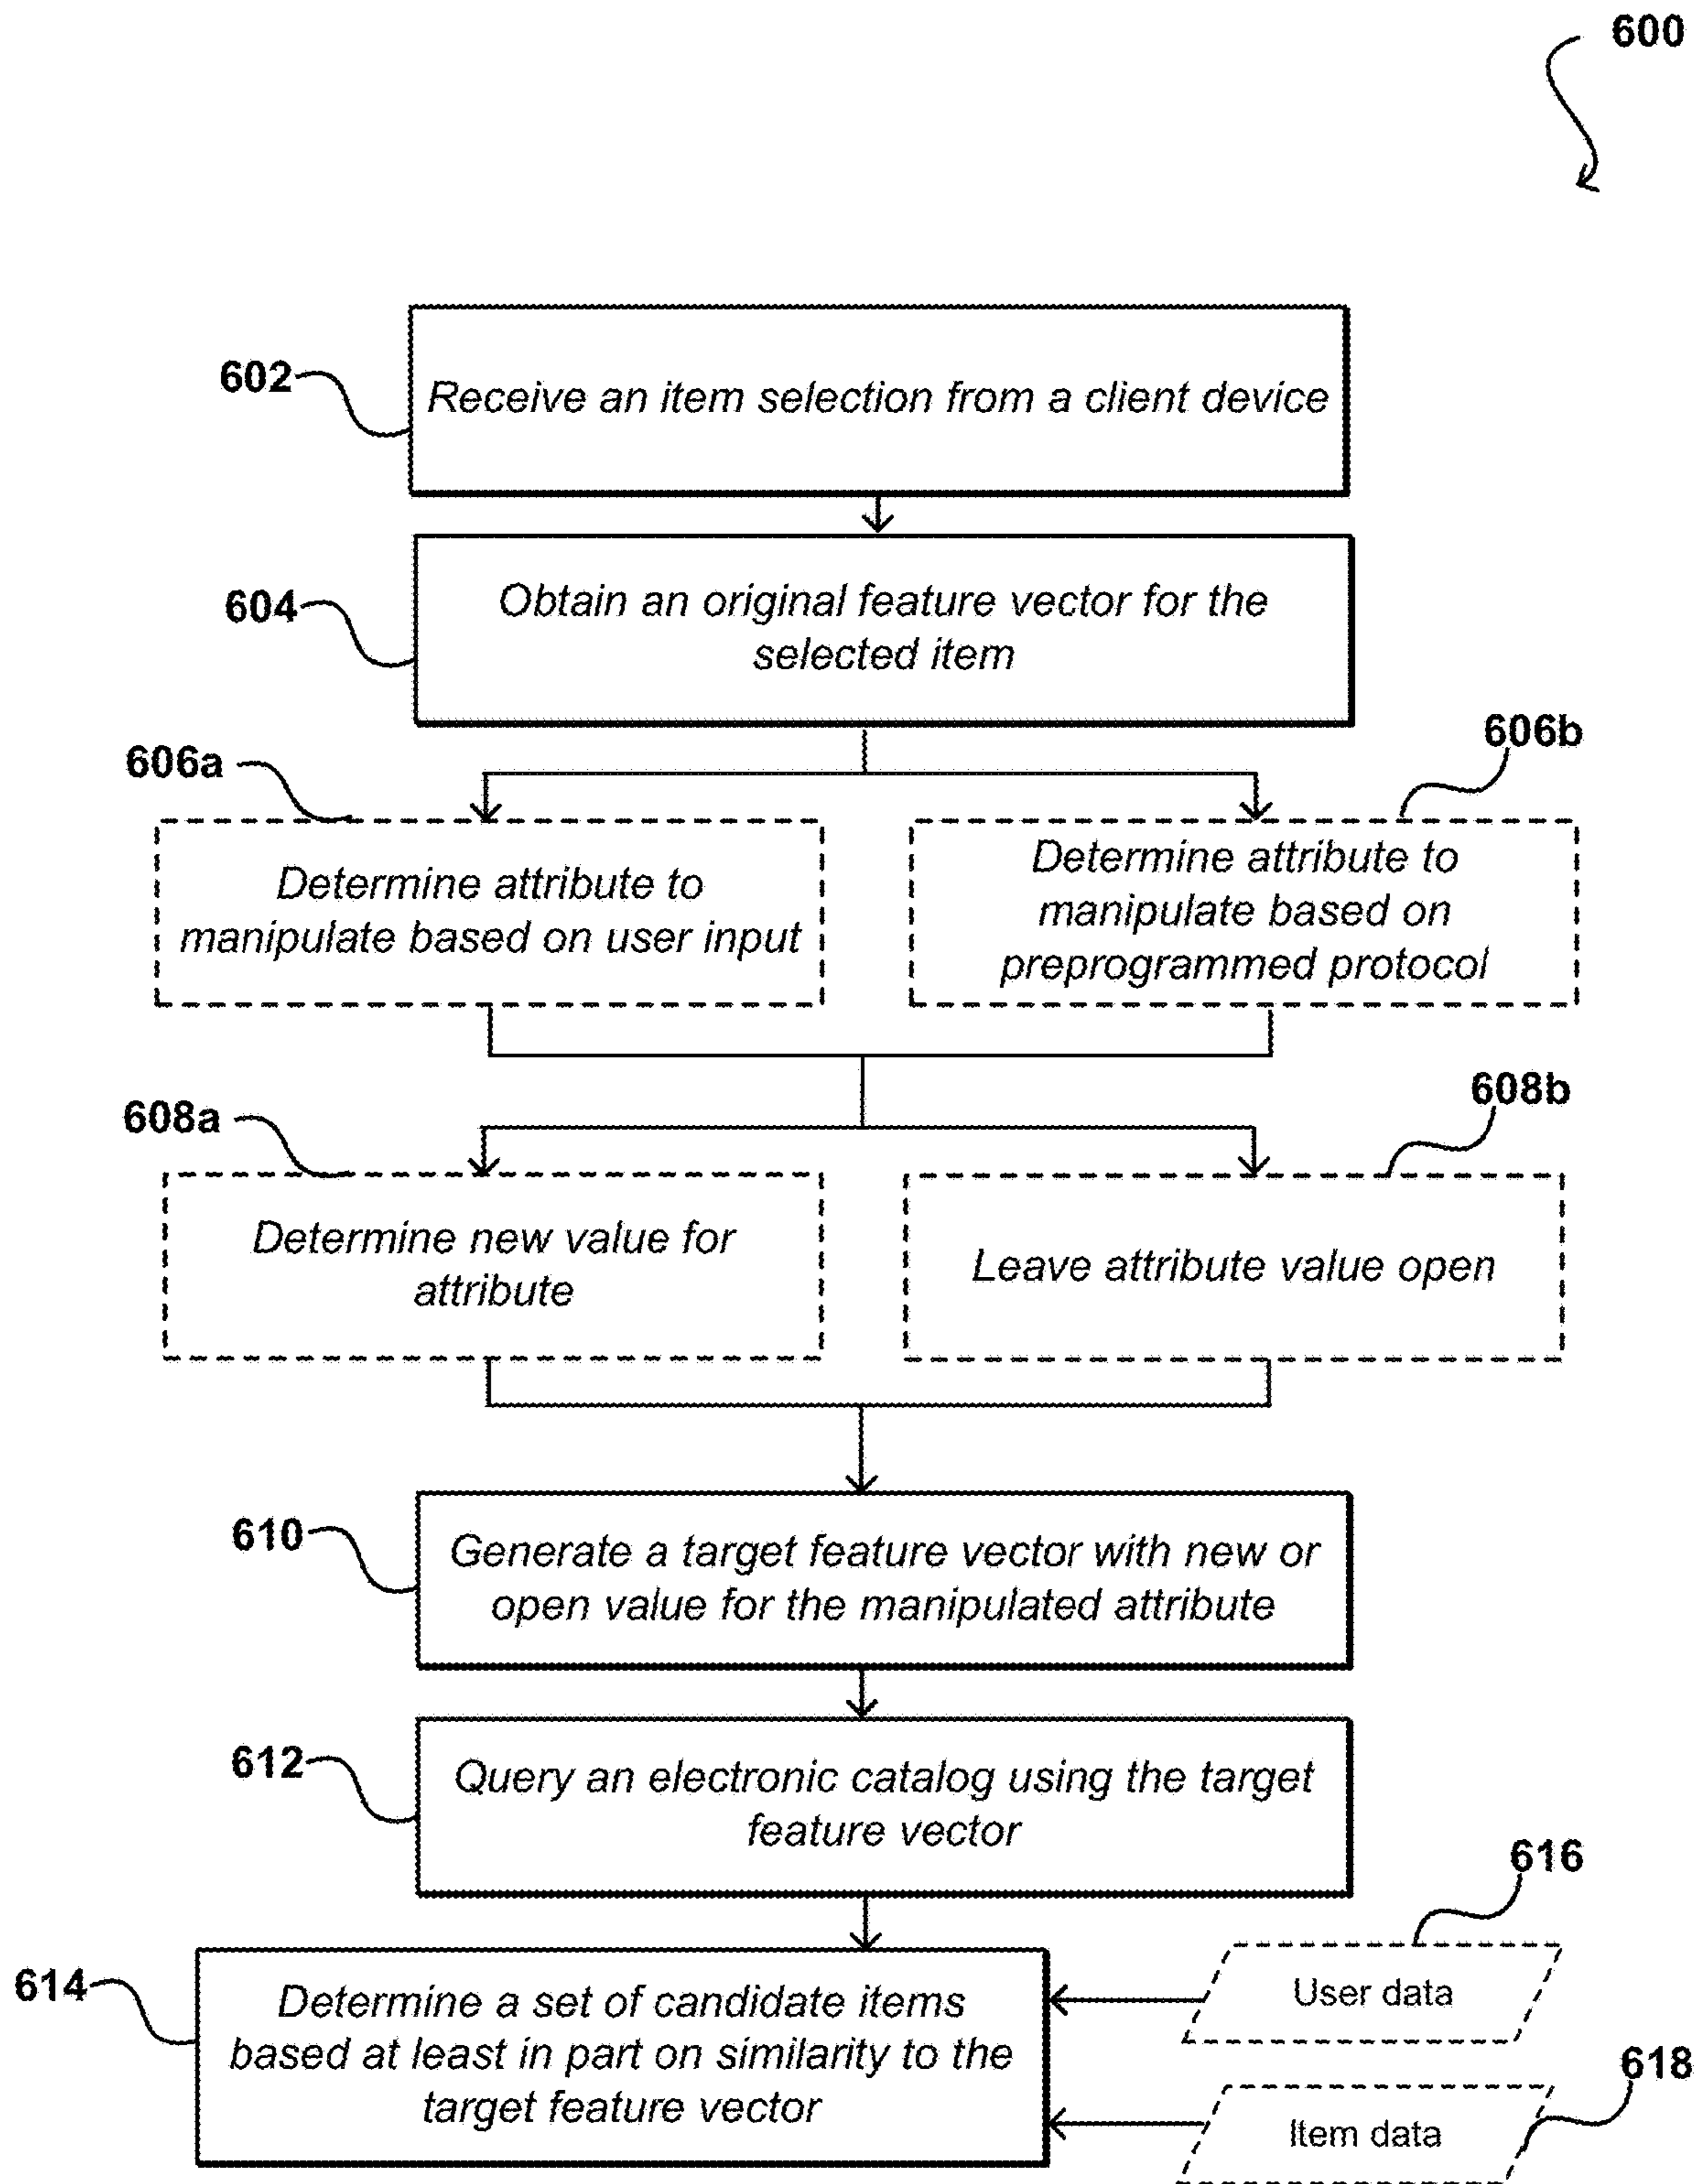 600
602
Receive an item selection from a client device
604
Obtain an original feature vector for the
selected item
606a
606b
Determine attribute to
manipulate based on user input
Determine attribute to
manipulate based on
preprogrammed protocol
608a
608b
Determine new value for
attribute
Leave attribute value open
610
Generate a target feature vector with new or
open value for the manipulated attribute
612
Query an electronic catalog using the target
feature vector
616
614
Determine a set of candidate items
based at least in part on similarity to the
target feature vector
User data
618
Item data